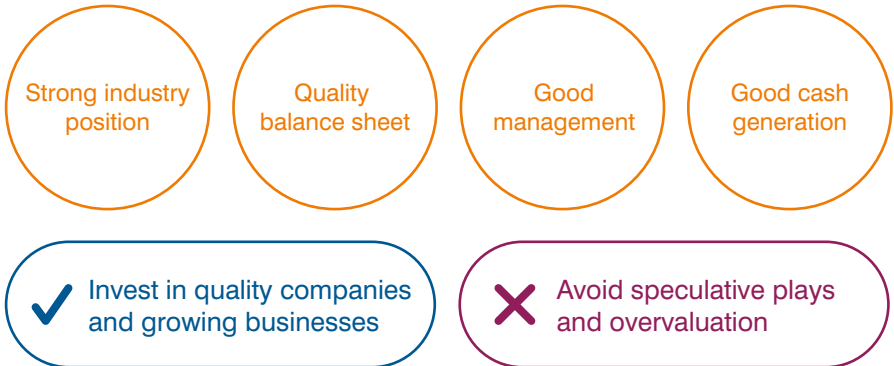 Strong industry
position
Quality
balance sheet
Good
management
Good cash
generation
Invest in quality companies
and growing businesses
Avoid speculative plays
and overvaluation